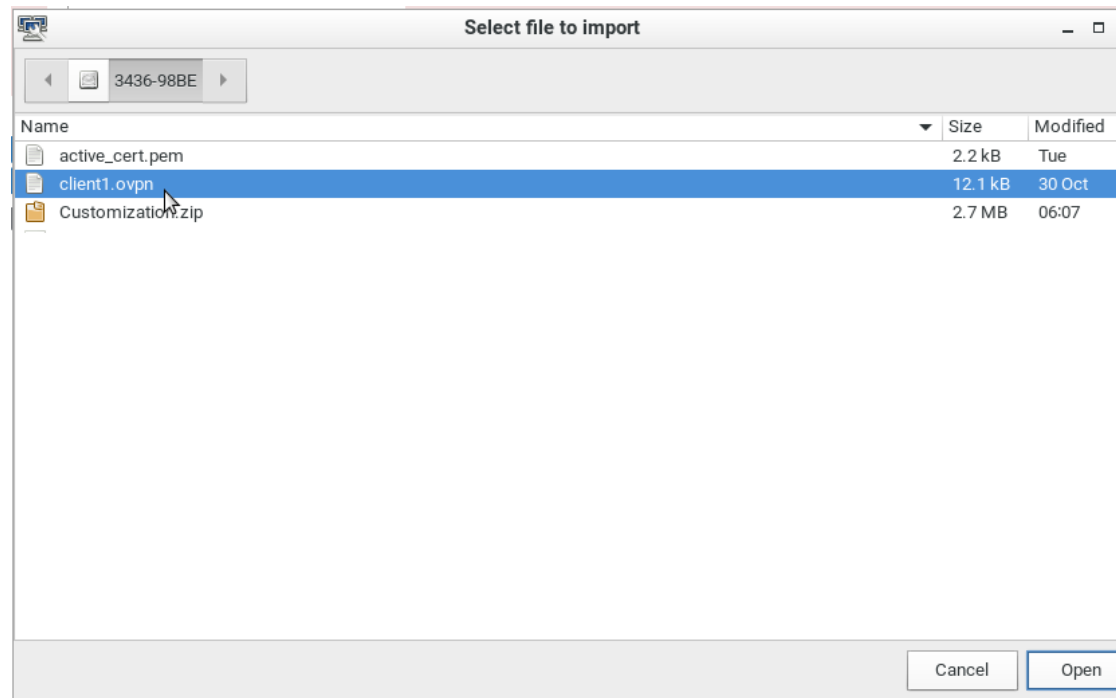 Select file to import
3436-98BE
Name Size Modified
active_cert.pem 2.2 kB Tue
client1.ovpn 12.1 kB 30 Oct
Customization.zip 2.7 MB 06:07
Cancel Open